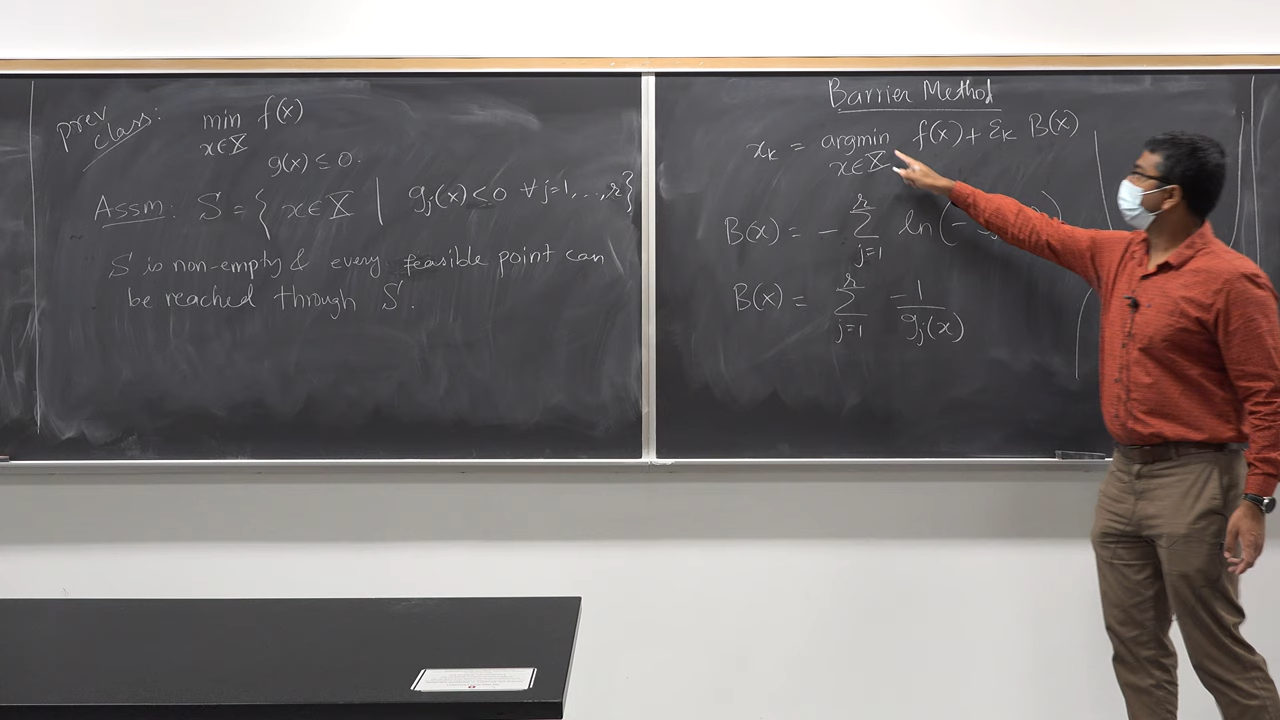 prev class:
min f(x)
x∈X
g(x) ≤ 0.
Assm: S = { x∈X | g_j(x) < 0 ∀ j=1,...,r}
S is non-empty & every feasible point can
be reached through S.
Barrier Method
x_k = argmin f(x) + ε_k B(x)
x∈X
B(x) = - Σ_{j=1}^{r} ln(-
B(x) = Σ_{j=1}^{r} -1/g_j(x)